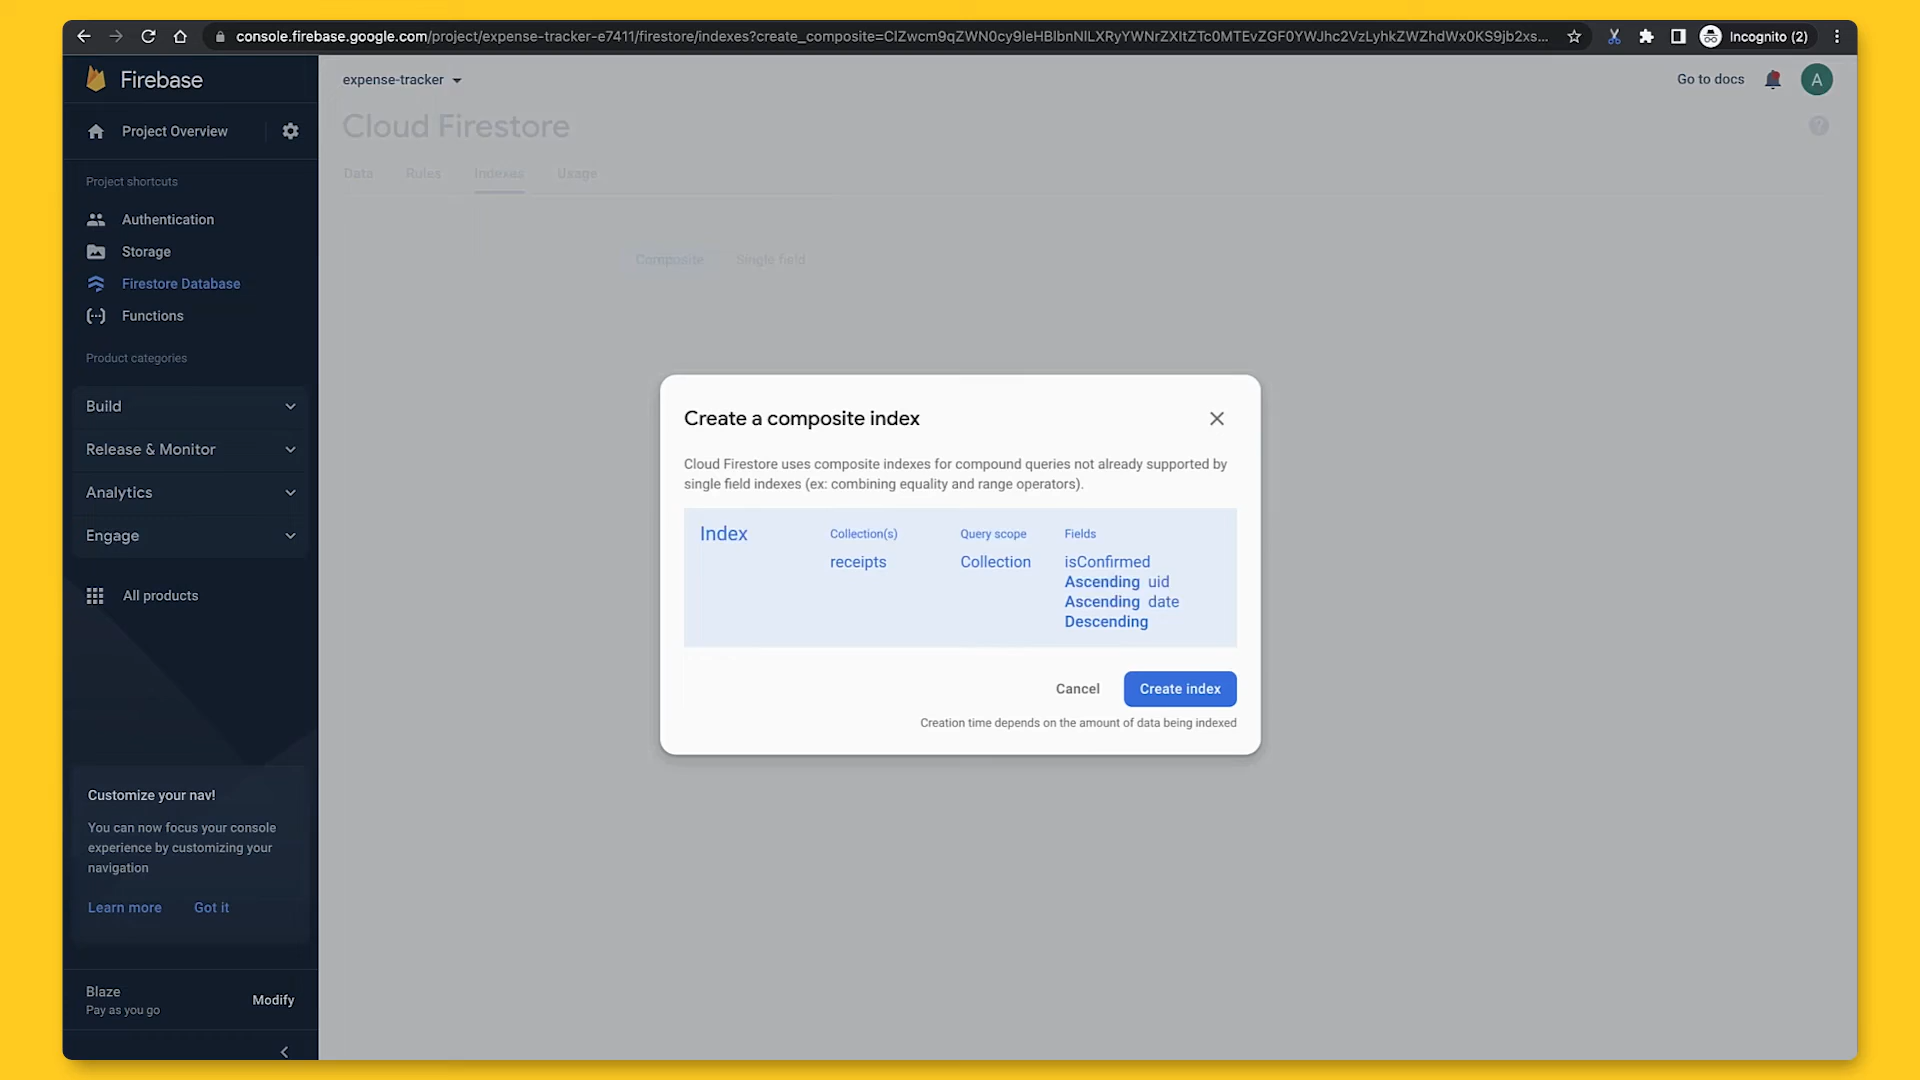 console.firebase.google.com/project/expense-tracker-e7411/firestore/indexes?create_composite=
Incognito (2)
Firebase
expense-tracker
Go to docs
A
Project Overview
Cloud Firestore
?
Data
Rules
Indexes
Usage
Project shortcuts
Authentication
Storage
Firestore Database
Functions
Composite
Single field
Product categories
Build
Release & Monitor
Analytics
Engage
All products
Create a composite index
Cloud Firestore uses composite indexes for compound queries not already supported by
single field indexes (ex: combining equality and range operators).
Index
Collection(s)
Query scope
Fields
receipts
Collection
isConfirmed
Ascending uid
Ascending date
Descending
Cancel
Create index
Creation time depends on the amount of data being indexed
Customize your nav!
You can now focus your console
experience by customizing your
navigation
Learn more
Got it
Blaze
Pay as you go
Modify